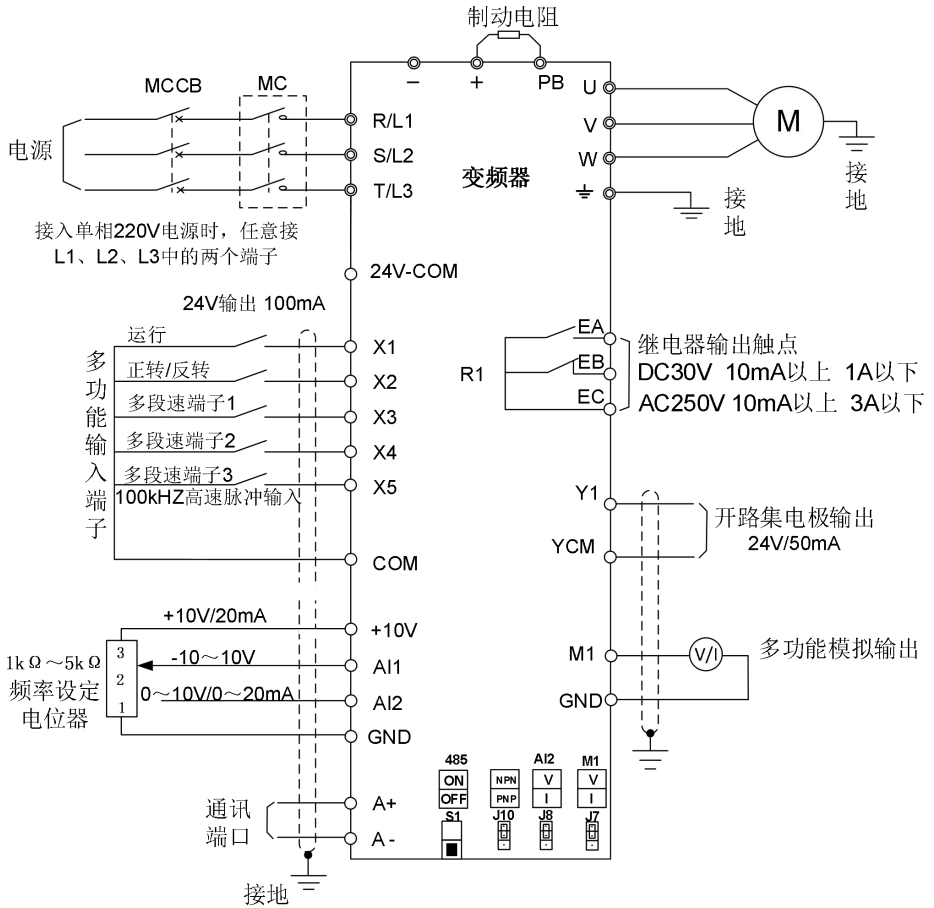 制动电阻
− + PB
MCCB MC
电源
R/L1
S/L2
T/L3
变频器
U
V
W
M
接地
接地
接入单相220V电源时，任意接
L1、L2、L3中的两个端子
24V-COM
24V输出 100mA
多功能输入端子
运行
X1
正转/反转
X2
多段速端子1
X3
多段速端子2
X4
多段速端子3
100kHZ高速脉冲输入
X5
COM
R1
EA
EB
EC
继电器输出触点
DC30V 10mA以上 1A以下
AC250V 10mA以上 3A以下
Y1
YCM
开路集电极输出
24V/50mA
+10V/20mA
+10V
1kΩ～5kΩ
频率设定
电位器
3
2
1
-10～10V
AI1
0～10V/0～20mA
AI2
GND
M1
GND
V/I
多功能模拟输出
通讯
端口
A+
A-
接地
485
ON
OFF
S1
NPN
PNP
J10
AI2
V
I
J8
M1
V
I
J7